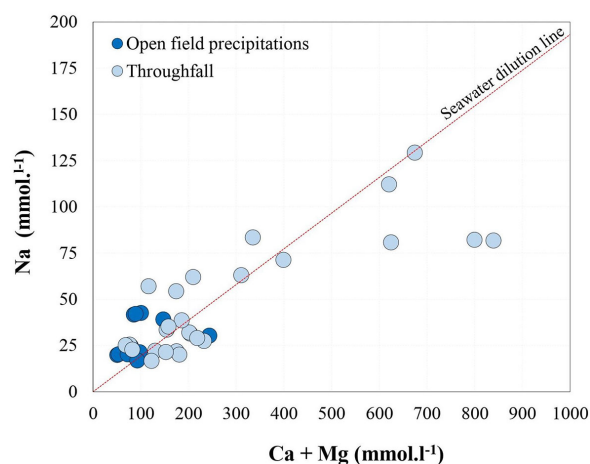 200
Open field precipitations
Throughfall
Seawater dilution line
175
150
125
100
75
50
25
0
Na (mmol.l-1)
0 100 200 300 400 500 600 700 800 900 1000
Ca + Mg (mmol.l-1)